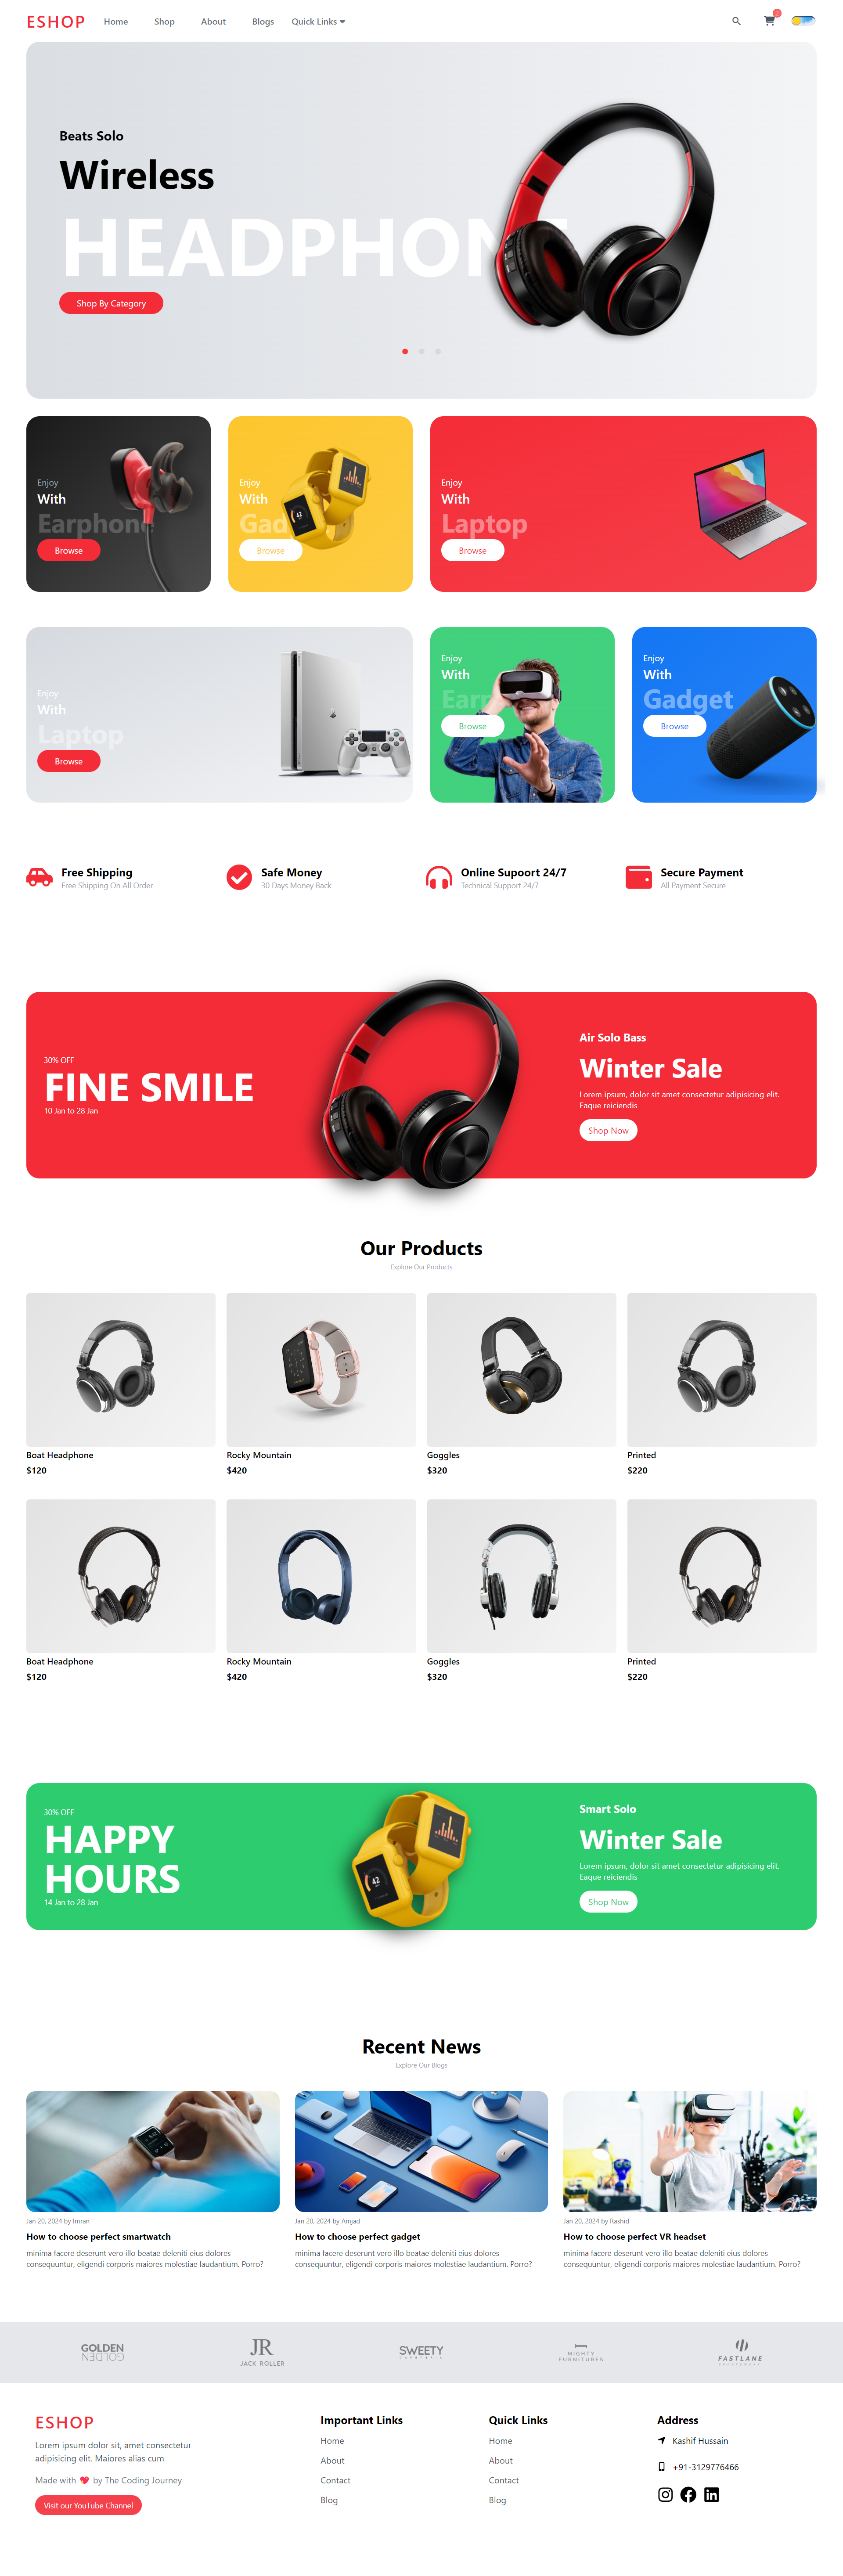 ESHOP Home Shop About Blogs Quick Links
Beats Solo
Wireless
HEADPHON
Shop By Category
Enjoy
With
Earphone
Browse
Enjoy
With
Gad
Browse
42
Enjoy
With
Laptop
Browse
Enjoy
With
Laptop
Browse
Enjoy
With
Ear
Browse
Enjoy
With
Gadget
Browse
Free Shipping
Free Shipping On All Order
Safe Money
30 Days Money Back
Online Supoort 24/7
Technical Support 24/7
Secure Payment
All Payment Secure
30% OFF
FINE SMILE
10 Jan to 28 Jan
Air Solo Bass
Winter Sale
Lorem ipsum, dolor sit amet consectetur adipisicing elit.
Eaque reiciendis
Shop Now
Our Products
Explore Our Products
Boat Headphone
$120
Rocky Mountain
$420
Goggles
$320
Printed
$220
Boat Headphone
$120
Rocky Mountain
$420
Goggles
$320
Printed
$220
30% OFF
HAPPY
HOURS
14 Jan to 28 Jan
42
Smart Solo
Winter Sale
Lorem ipsum, dolor sit amet consectetur adipisicing elit.
Eaque reiciendis
Shop Now
Recent News
Explore Our Blogs
Jan 20, 2024 by Imran
How to choose perfect smartwatch
minima facere deserunt vero illo beatae deleniti eius dolores
consequuntur, eligendi corporis maiores molestiae laudantium. Porro?
Jan 20, 2024 by Amjad
How to choose perfect gadget
minima facere deserunt vero illo beatae deleniti eius dolores
consequuntur, eligendi corporis maiores molestiae laudantium. Porro?
Jan 20, 2024 by Rashid
How to choose perfect VR headset
minima facere deserunt vero illo beatae deleniti eius dolores
consequuntur, eligendi corporis maiores molestiae laudantium. Porro?
GOLDEN
GOLDEN
JR
JACK ROLLER
SWEETY
MIGHTY
FURNITURES
FASTLANE
ESHOP
Lorem ipsum dolor sit, amet consectetur
adipisicing elit. Maiores alias cum
Made with 💖 by The Coding Journey
Visit our YouTube Channel
Important Links
Home
About
Contact
Blog
Quick Links
Home
About
Contact
Blog
Address
Kashif Hussain
+91-3129776466